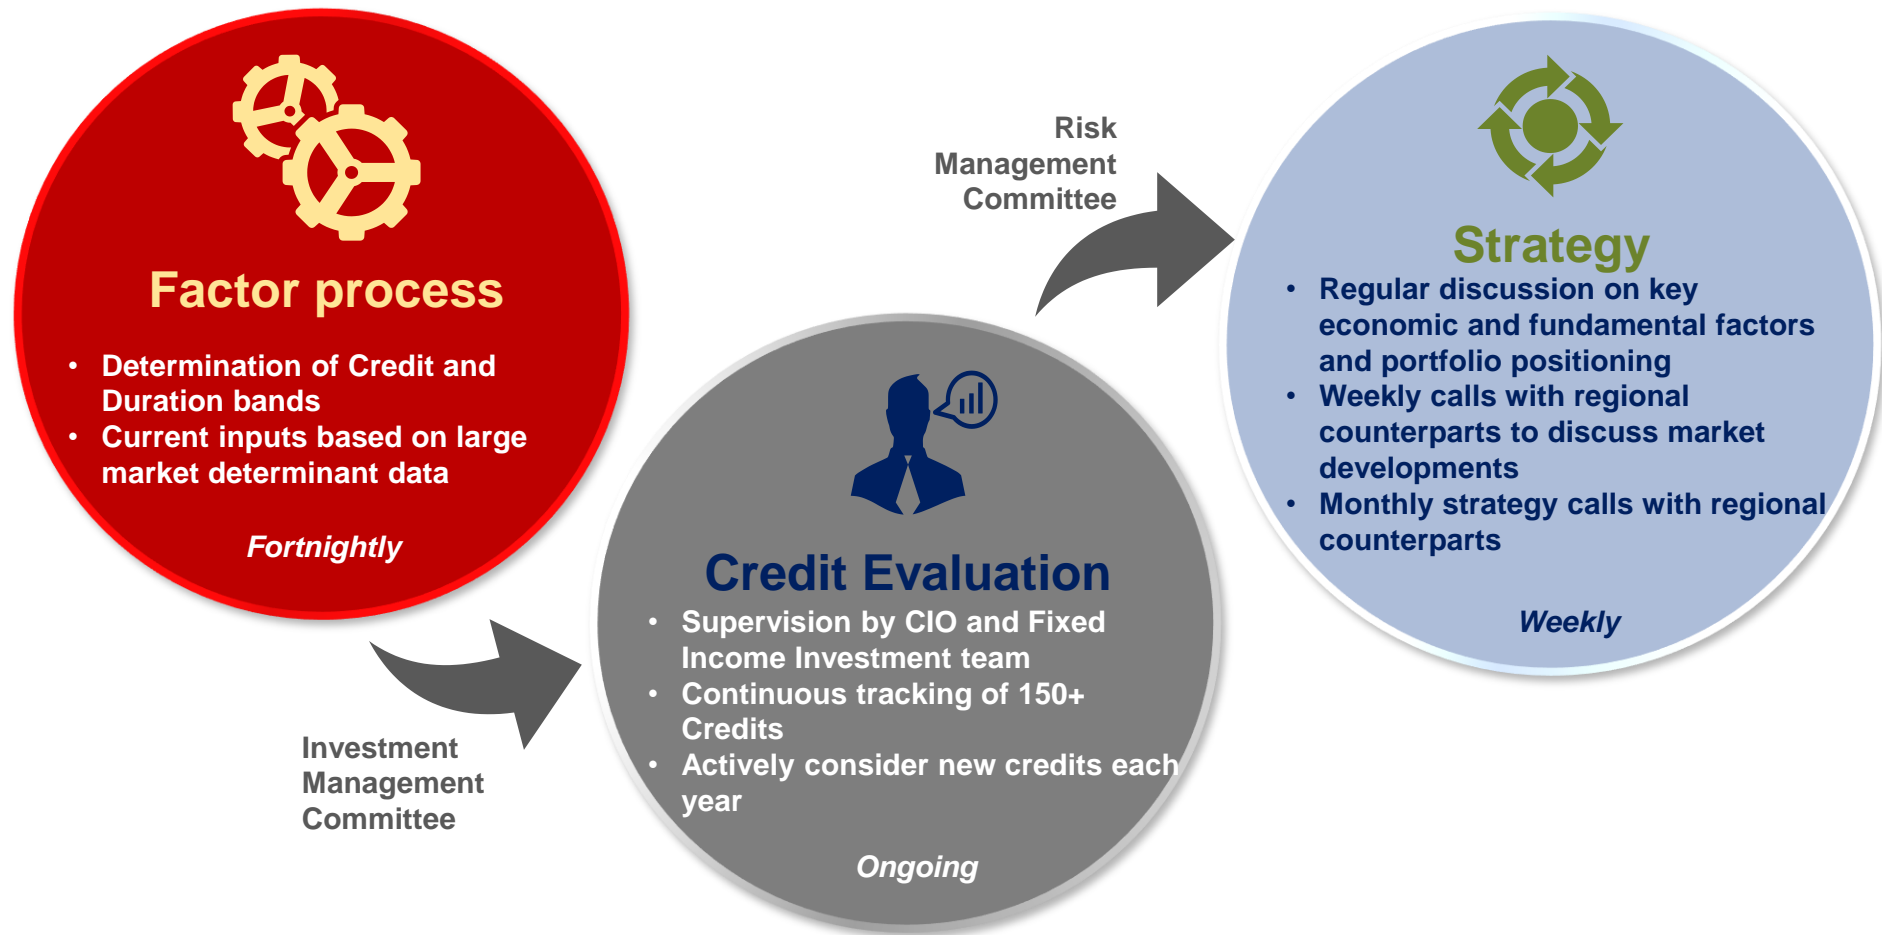 Factor process
• Determination of Credit and
Duration bands
• Current inputs based on large
market determinant data
Fortnightly
Investment
Management
Committee
Credit Evaluation
• Supervision by CIO and Fixed
Income Investment team
• Continuous tracking of 150+
Credits
• Actively consider new credits each
year
Ongoing
Risk
Management
Committee
Strategy
• Regular discussion on key
economic and fundamental factors
and portfolio positioning
• Weekly calls with regional
counterparts to discuss market
developments
• Monthly strategy calls with regional
counterparts
Weekly